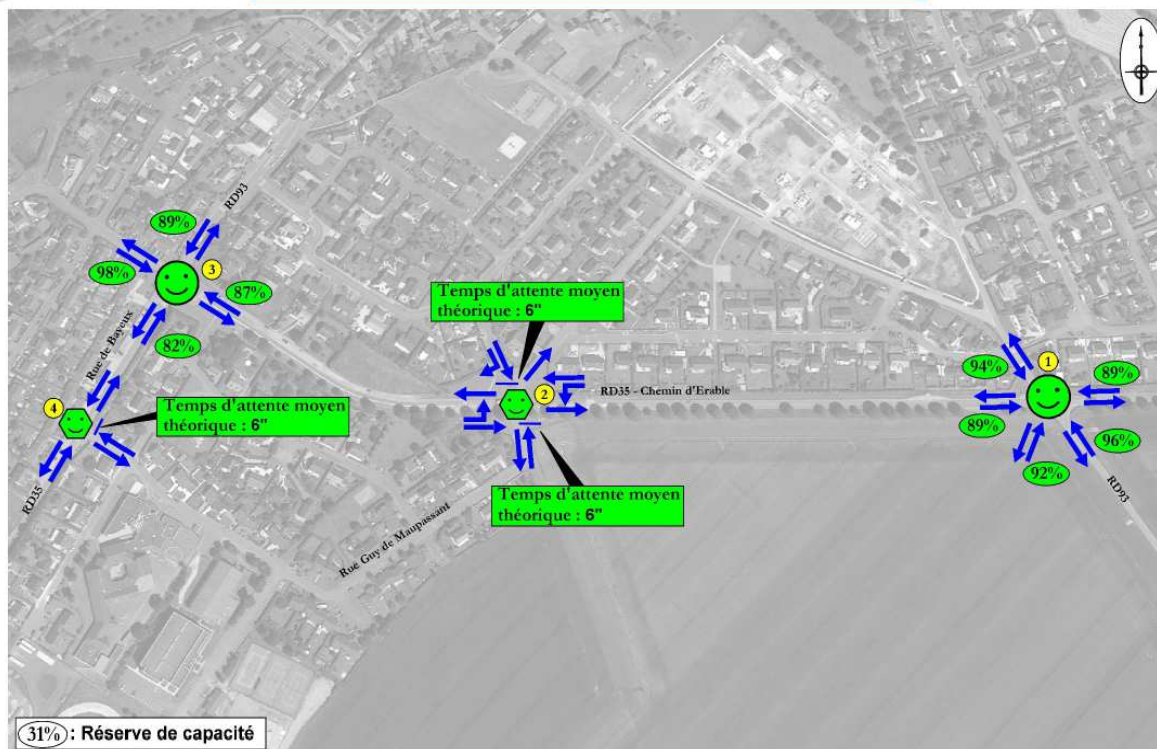 RD93
89%
98%
3
87%
82%
Rue de Bayeux
4
Temps d'attente moyen
théorique : 6"
RD35
Temps d'attente moyen
théorique : 6"
2
RD35 - Chemin d'Erable
Temps d'attente moyen
théorique : 6"
Rue Guy de Maupassant
1
94%
89%
89%
96%
92%
RD93
31% : Réserve de capacité